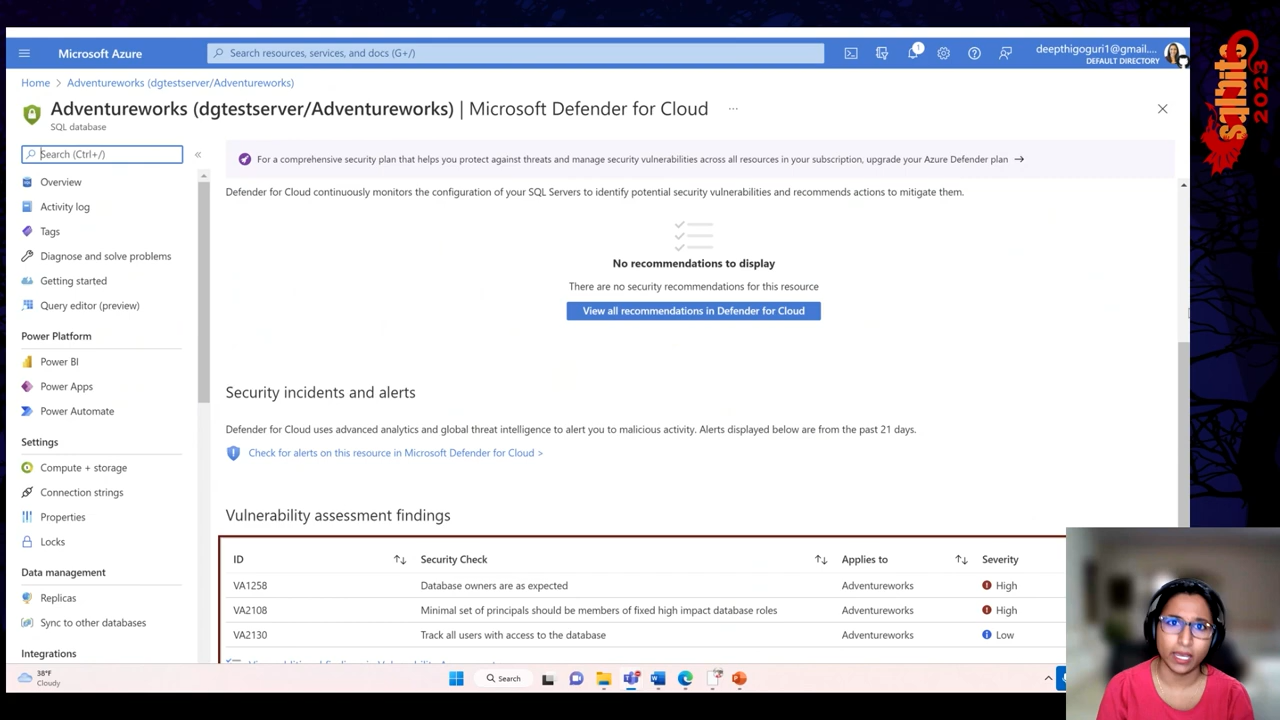 Microsoft Azure
Search resources, services, and docs (G+/)
1
deepthigoguri1@gmail....
DEFAULT DIRECTORY
sqlbits 2023
Home > Adventureworks (dgtestserver/Adventureworks)
Adventureworks (dgtestserver/Adventureworks) | Microsoft Defender for Cloud ...
SQL database
Search (Ctrl+/)
«
Overview
Activity log
Tags
Diagnose and solve problems
Getting started
Query editor (preview)
Power Platform
Power BI
Power Apps
Power Automate
Settings
Compute + storage
Connection strings
Properties
Locks
Data management
Replicas
Sync to other databases
Integrations
For a comprehensive security plan that helps you protect against threats and manage security vulnerabilities across all resources in your subscription, upgrade your Azure Defender plan →
Defender for Cloud continuously monitors the configuration of your SQL Servers to identify potential security vulnerabilities and recommends actions to mitigate them.
No recommendations to display
There are no security recommendations for this resource
View all recommendations in Defender for Cloud
Security incidents and alerts
Defender for Cloud uses advanced analytics and global threat intelligence to alert you to malicious activity. Alerts displayed below are from the past 21 days.
Check for alerts on this resource in Microsoft Defender for Cloud >
Vulnerability assessment findings
ID Security Check Applies to Severity
VA1258 Database owners are as expected Adventureworks High
VA2108 Minimal set of principals should be members of fixed high impact database roles Adventureworks High
VA2130 Track all users with access to the database Adventureworks Low
38°F
Cloudy
Search